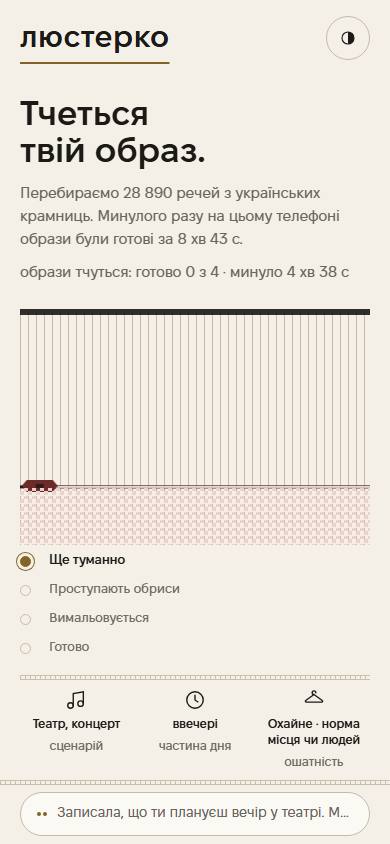 люстерко
Тчеться
твій образ.
Перебираємо 28 890 речей з українських
крамниць. Минулого разу на цьому телефоні
образи були готові за 8 хв 43 с.
образи тчуться: готово 0 з 4 · минуло 4 хв 38 с
Ще туманно
Проступають обриси
Вимальовується
Готово
Театр, концерт
сценарій
ввечері
частина дня
Охайне · норма
місця чи людей
ошатність
Записала, що ти плануєш вечір у театрі. М...